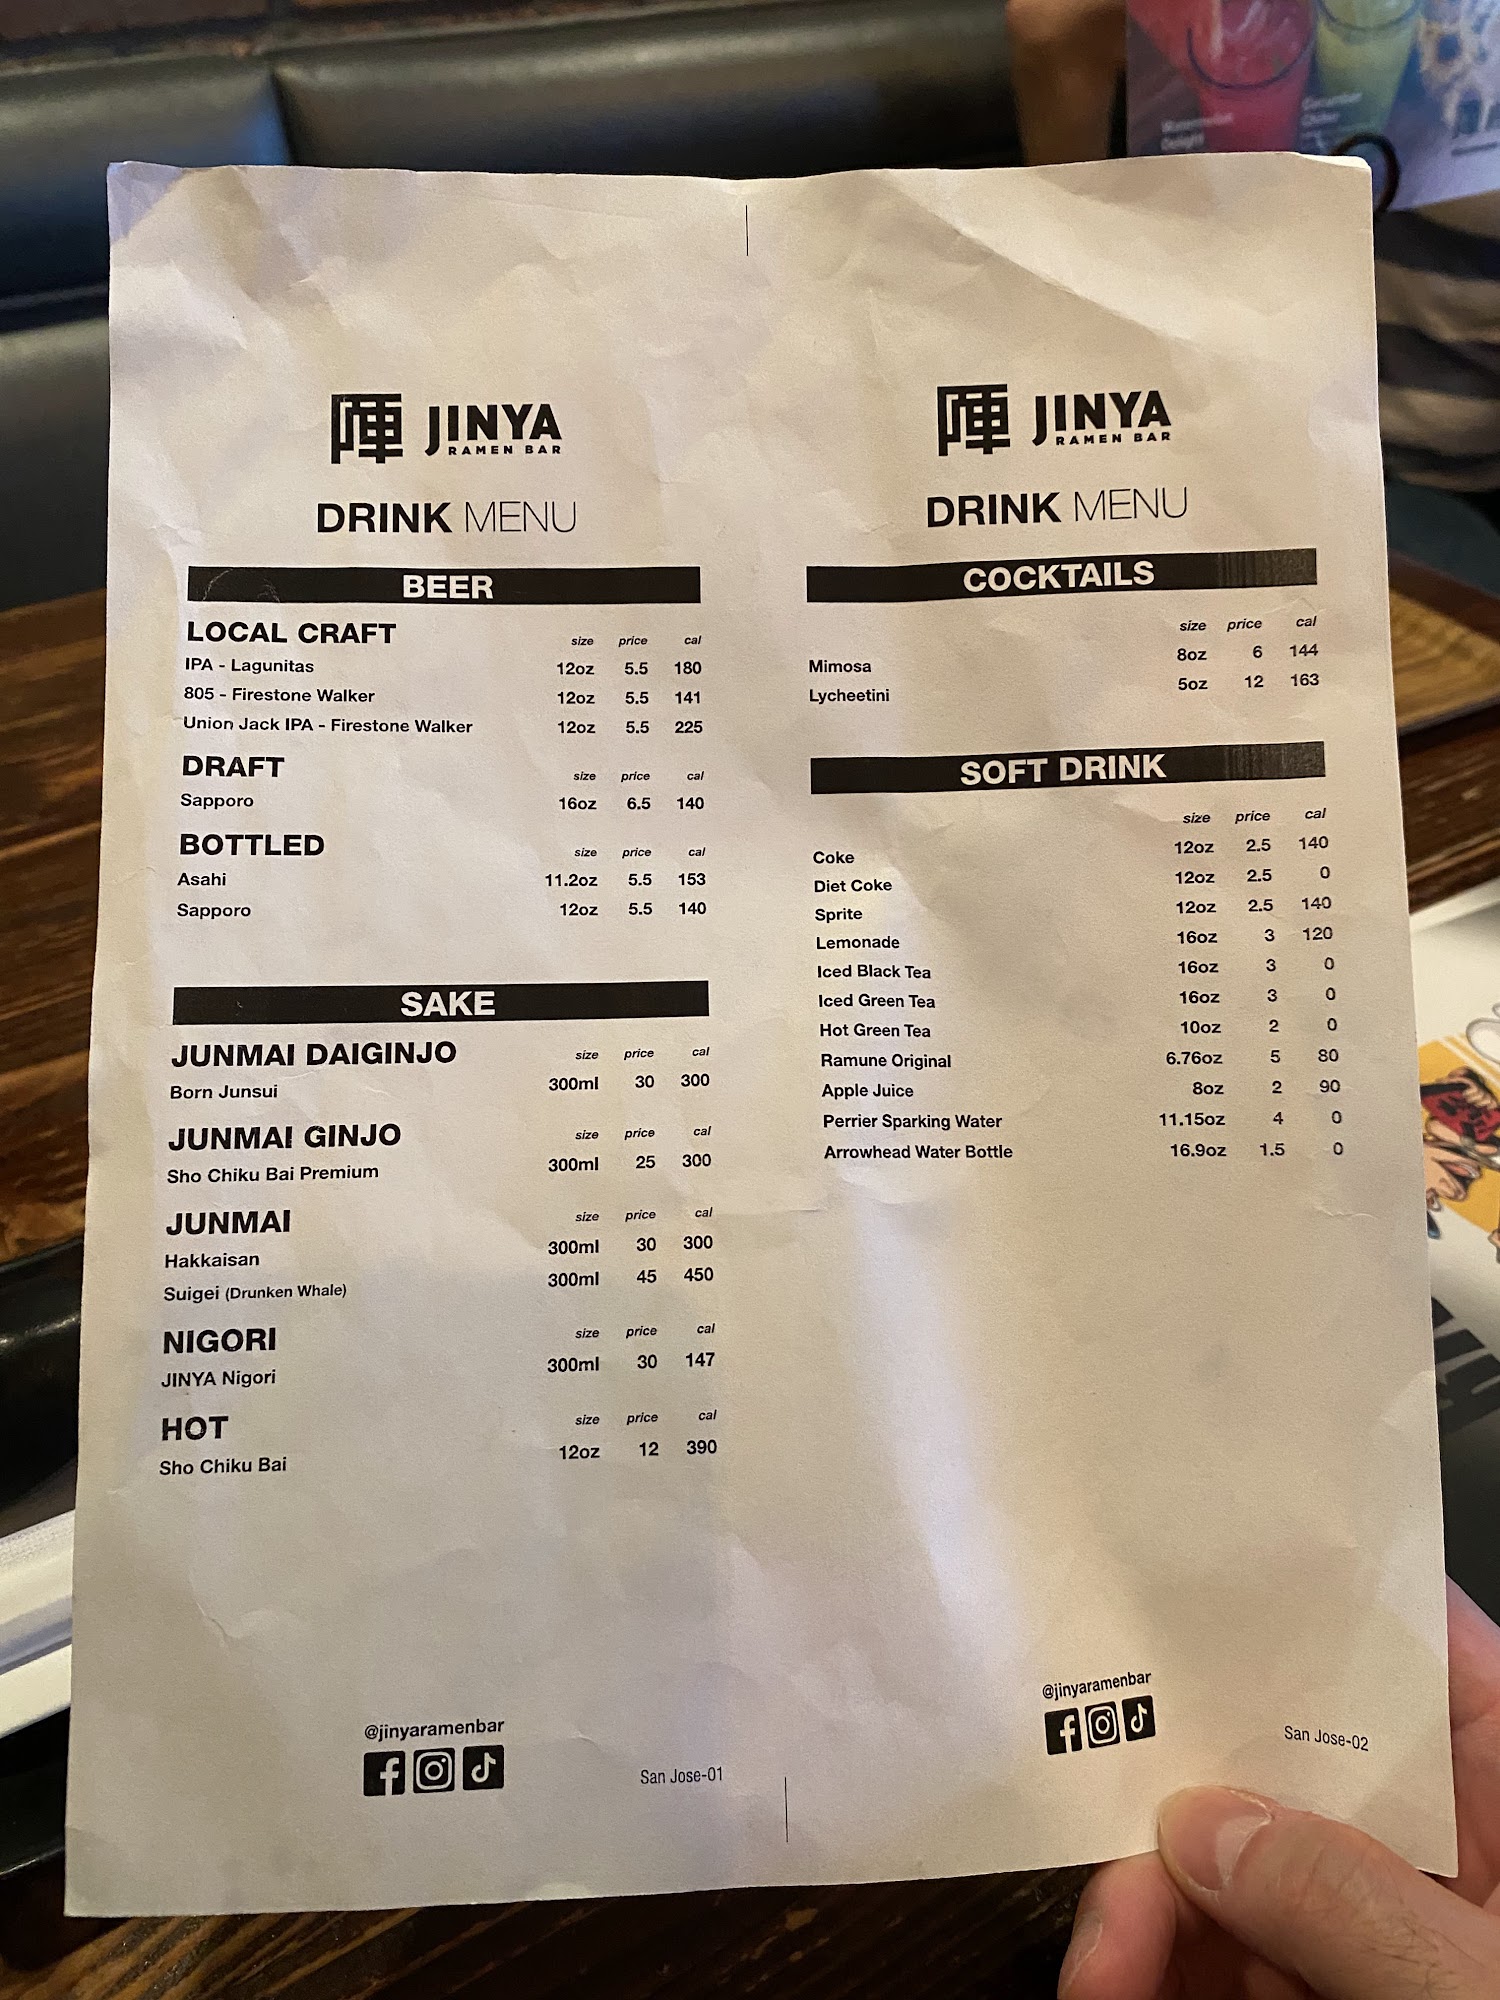 陣 JINYA
RAMEN BAR
DRINK MENU
BEER
LOCAL CRAFT size price cal
IPA - Lagunitas 12oz 5.5 180
805 - Firestone Walker 12oz 5.5 141
Union Jack IPA - Firestone Walker 12oz 5.5 225
DRAFT size price cal
Sapporo 16oz 6.5 140
BOTTLED size price cal
Asahi 11.2oz 5.5 153
Sapporo 12oz 5.5 140
SAKE
JUNMAI DAIGINJO size price cal
Born Junsui 300ml 30 300
JUNMAI GINJO size price cal
Sho Chiku Bai Premium 300ml 25 300
JUNMAI size price cal
Hakkaisan 300ml 30 300
Suigei (Drunken Whale) 300ml 45 450
NIGORI size price cal
JINYA Nigori 300ml 30 147
HOT size price cal
Sho Chiku Bai 12oz 12 390
@jinyaramenbar
San Jose-01
陣 JINYA
RAMEN BAR
DRINK MENU
COCKTAILS
size price cal
Mimosa 8oz 6 144
Lycheetini 5oz 12 163
SOFT DRINK
size price cal
Coke 12oz 2.5 140
Diet Coke 12oz 2.5 0
Sprite 12oz 2.5 140
Lemonade 16oz 3 120
Iced Black Tea 16oz 3 0
Iced Green Tea 16oz 3 0
Hot Green Tea 10oz 2 0
Ramune Original 6.76oz 5 80
Apple Juice 8oz 2 90
Perrier Sparking Water 11.15oz 4 0
Arrowhead Water Bottle 16.9oz 1.5 0
@jinyaramenbar
San Jose-02
Watermelon
Delight
Cucumber